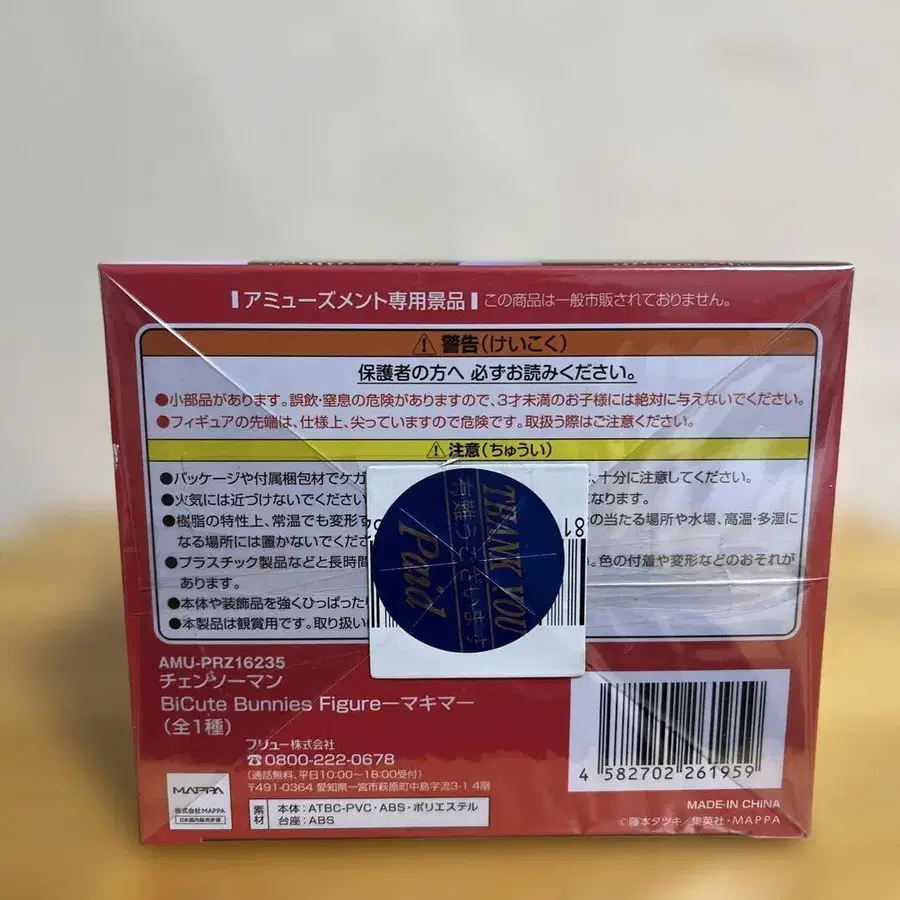 アミューズメント専用景品 この商品は一般市販されておりません。
⚠警告(けいこく)
保護者の方へ 必ずお読みください。
●小部品があります。誤飲・窒息の危険がありますので、3才未満のお子様には絶対に与えないでください。
●フィギュアの先端は、仕様上、尖っていますので危険です。取扱う際はご注意ください。
⚠注意(ちゅうい)
●パッケージや付属梱包材でケガ 、十分に注意してください。
●火気には近づけないでください になります。
●樹脂の特性上、常温でも変形す の当たる場所や水場、高温・多湿に
なる場所には置かないでくださ
●プラスチック製品などと長時間 。色の付着や変形などのおそれが
あります。
●本体や装飾品を強くひっぱった
●本製品は観賞用です。取り扱い
THANK YOU
有難うございます
Paid
81
AMU-PRZ16235
チェンソーマン
BiCute Bunnies Figureーマキマー
(全1種)
フリュー株式会社
☎0800-222-0678
(通話無料、平日10:00〜18:00受付)
〒491-0364 愛知県一宮市萩原町中島字流3-1 4階
MAPPA
株式会社MAPPA
日本国内販売許諾
素材 本体:ATBC-PVC・ABS・ポリエステル
台座:ABS
4 582702 261959
MADE IN CHINA
©藤本タツキ/集英社・MAPPA